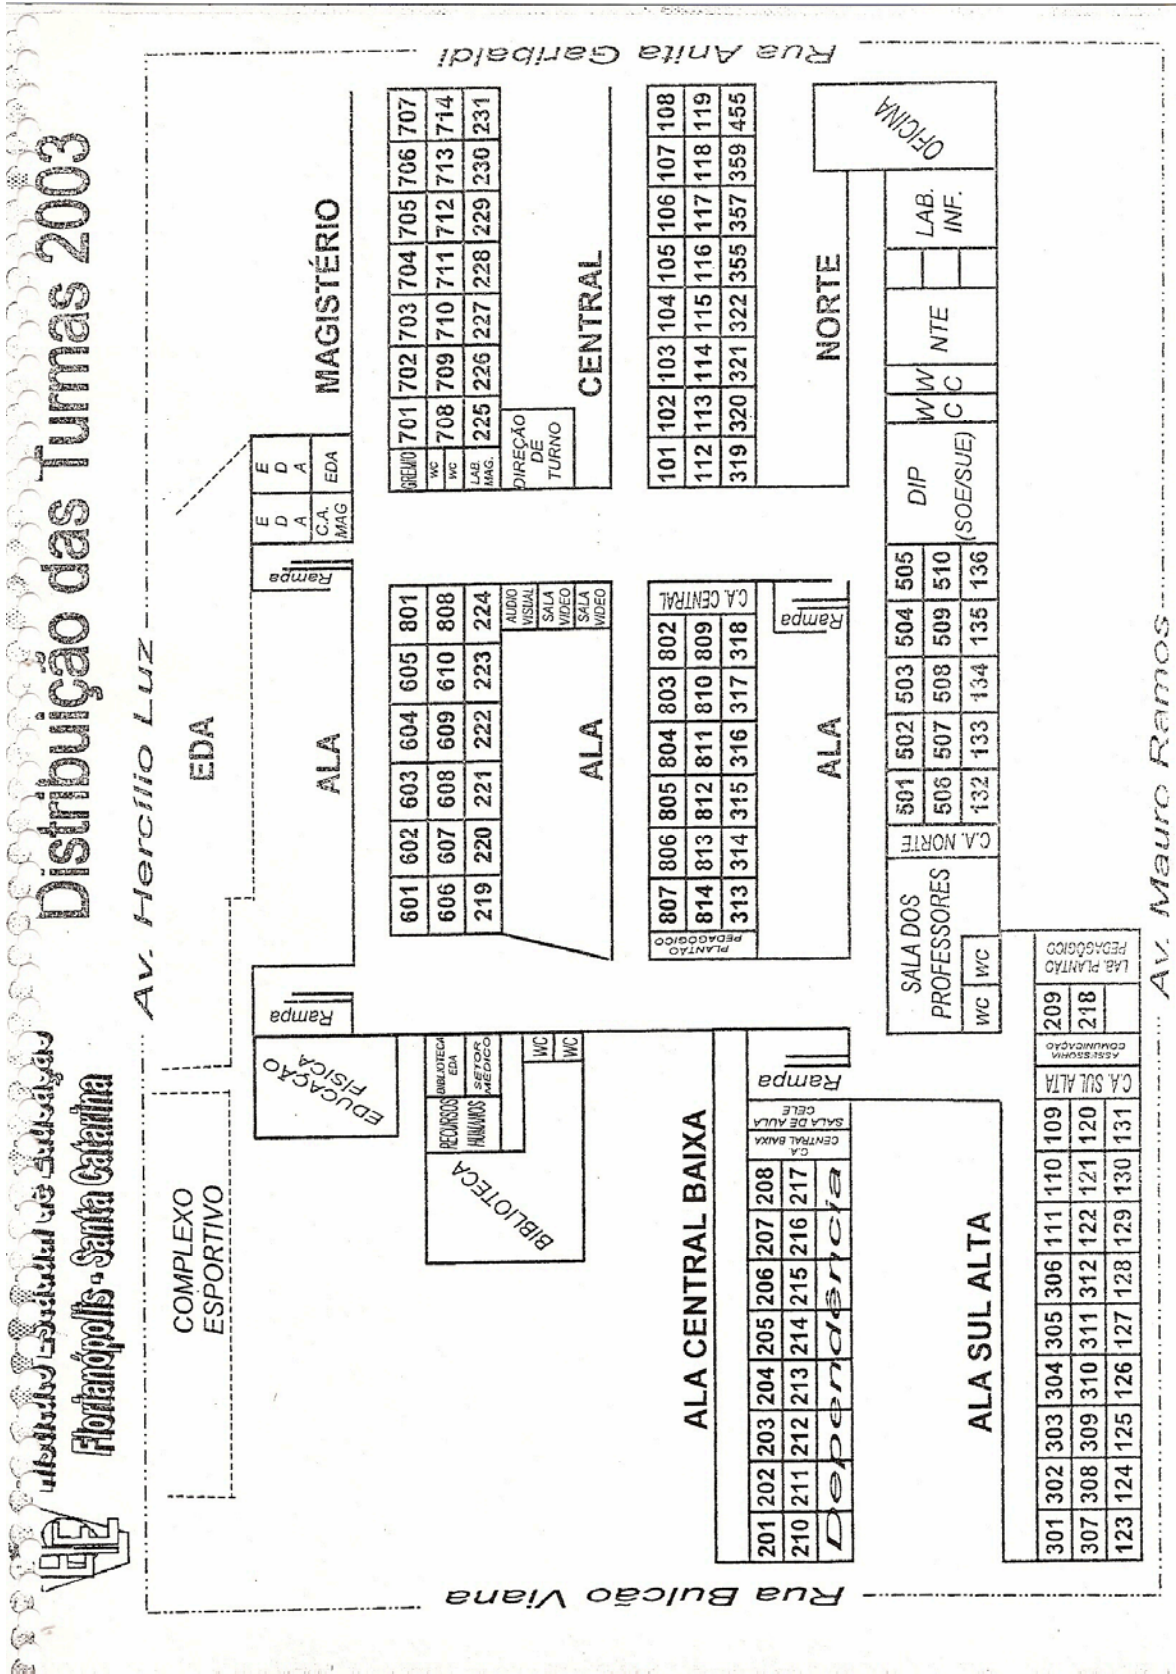 Instituto Estadual de Educação
Florianópolis - Santa Catarina
Distribuição das Turmas 2003
IEE
Av. Hercílio Luz
Rua Bulcão Viana
Rua Anita Garibaldi
COMPLEXO
ESPORTIVO
EDA
EDUCAÇÃO
FÍSICA
Rampa
Rampa
EDA
EDA
C.A.
MAG
EDA
ALA
MAGISTÉRIO
601 602 603 604 605 801
606 607 608 609 610 808
219 220 221 222 223 224
AUDIO
VISUAL
SALA
VIDEO
SALA
VIDEO
GREMIO 701 702 703 704 705 706 707
WC
WC
708 709 710 711 712 713 714
LAB.
MAG.
225 226 227 228 229 230 231
DIREÇÃO
DE
TURNO
BIBLIOTECA
RECURSOS
HUMANOS
BIBLIOTECA
EDA
SETOR
MÉDICO
WC
WC
ALA
CENTRAL
PLANTÃO
PEDAGÓGICO
807 806 805 804 803 802
814 813 812 811 810 809
313 314 315 316 317 318
C.A. CENTRAL
101 102 103 104 105 106 107 108
112 113 114 115 116 117 118 119
319 320 321 322 355 357 359 455
ALA CENTRAL BAIXA
201 202 203 204 205 206 207 208
210 211 212 213 214 215 216 217
Dependência
C.A.
CENTRAL BAIXA
SALA DE AULA
CELE
Rampa
Rampa
ALA
NORTE
OFICINA
SALA DOS
PROFESSORES
WC WC
C.A. NORTE
501 502 503 504 505
506 507 508 509 510
132 133 134 135 136
DIP
(SOE/SUE)
WC
WC
NTE
LAB.
INF.
ALA SUL ALTA
301 302 303 304 305 306 111 110 109
307 308 309 310 311 312 122 121 120
123 124 125 126 127 128 129 130 131
C.A. SUL ALTA
ASSESSORIA
COMUNICAÇÃO
209
218
LAB. PLANTÃO
PEDAGÓGICO
Av. Mauro Ramos